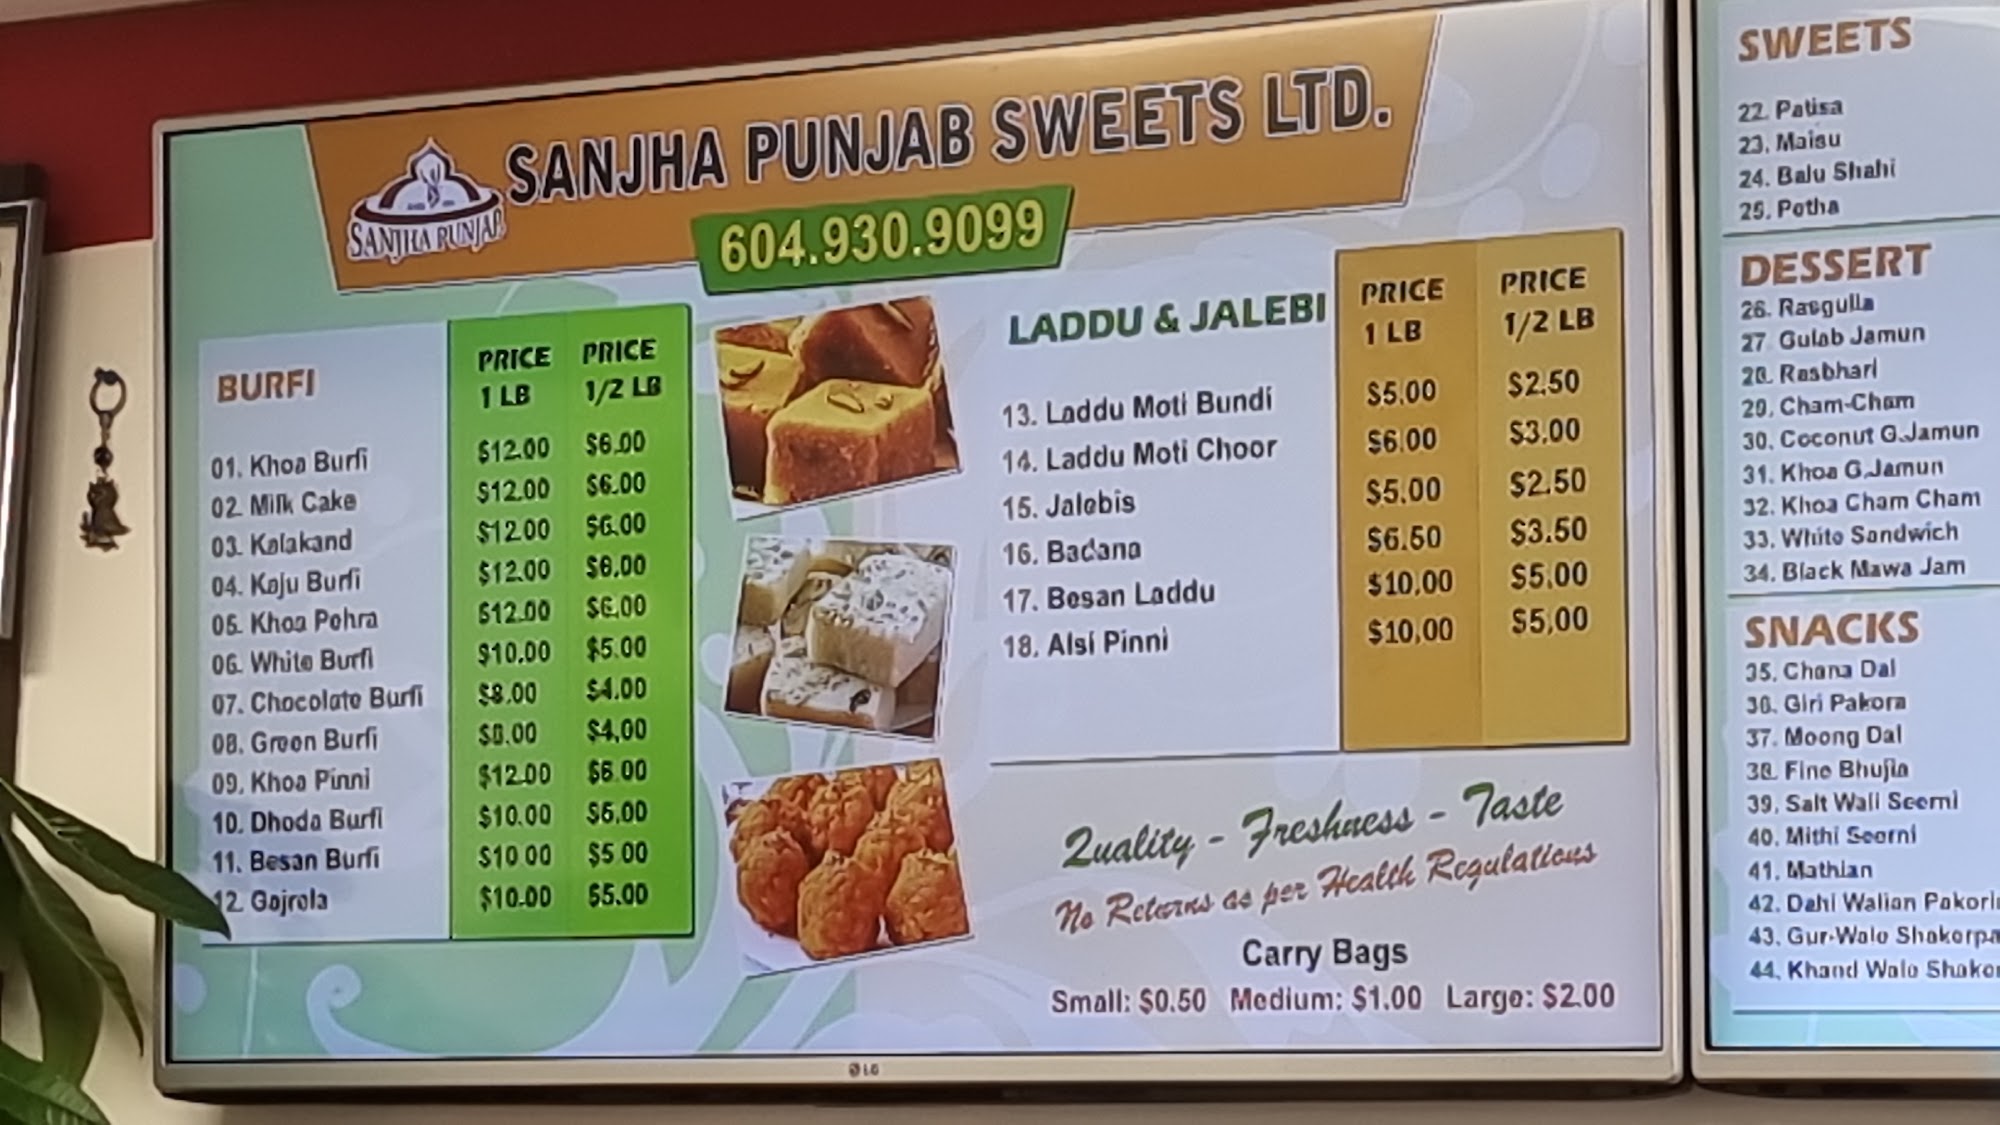 SANJHA PUNJAB SWEETS LTD.
SANJHA PUNJAB
604.930.9099
BURFI PRICE 1 LB PRICE 1/2 LB
01. Khoa Burfi $12.00 $6.00
02. Milk Cake $12.00 $6.00
03. Kalakand $12.00 $6.00
04. Kaju Burfi $12.00 $6.00
05. Khoa Pehra $12.00 $6.00
06. White Burfi $10.00 $5.00
07. Chocolate Burfi $8.00 $4.00
08. Green Burfi $8.00 $4.00
09. Khoa Pinni $12.00 $6.00
10. Dhoda Burfi $10.00 $5.00
11. Besan Burfi $10.00 $5.00
12. Gajrela $10.00 $5.00
LADDU & JALEBI PRICE 1 LB PRICE 1/2 LB
13. Laddu Moti Bundi $5.00 $2.50
14. Laddu Moti Choor $6.00 $3.00
15. Jalebis $5.00 $2.50
16. Badana $6.50 $3.50
17. Besan Laddu $10.00 $5.00
18. Alsi Pinni $10.00 $5.00
Quality - Freshness - Taste
No Returns as per Health Regulations
Carry Bags
Small: $0.50 Medium: $1.00 Large: $2.00
LG
SWEETS
22. Patisa
23. Maisu
24. Balu Shahi
25. Petha
DESSERT
26. Rasgulla
27. Gulab Jamun
28. Rasbhari
29. Cham-Cham
30. Coconut G.Jamun
31. Khoa G.Jamun
32. Khoa Cham Cham
33. White Sandwich
34. Black Mawa Jam
SNACKS
35. Chana Dal
36. Giri Pakora
37. Moong Dal
38. Fine Bhujia
39. Salt Wali Seerni
40. Mithi Seerni
41. Mathian
42. Dahi Walian Pakori
43. Gur-Wale Shakerpa
44. Khand Wale Shaker